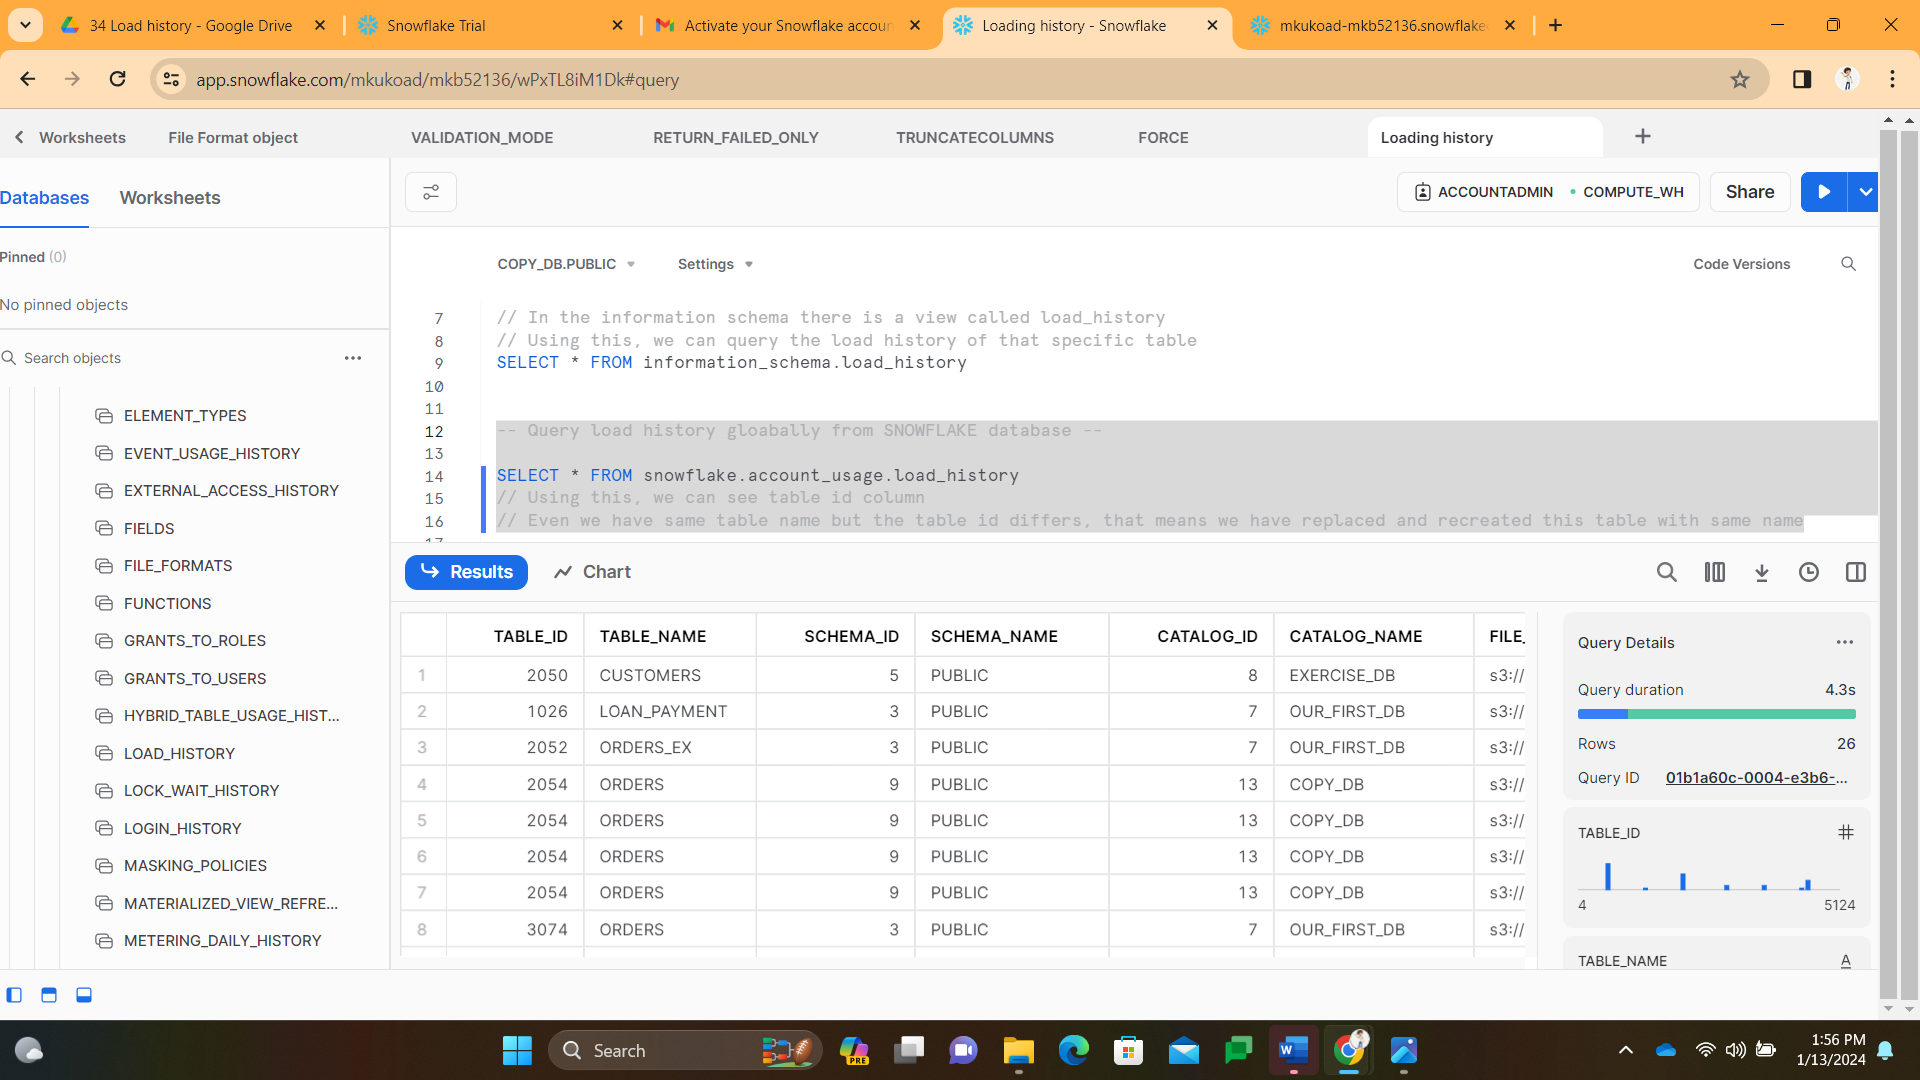 34 Load history - Google Drive
Snowflake Trial
Activate your Snowflake accoun
Loading history - Snowflake
mkukoad-mkb52136.snowflake
app.snowflake.com/mkukoad/mkb52136/wPxTL8iM1Dk#query
Worksheets
File Format object
VALIDATION_MODE
RETURN_FAILED_ONLY
TRUNCATECOLUMNS
FORCE
Loading history
Databases
Worksheets
ACCOUNTADMIN
COMPUTE_WH
Share
Pinned (0)
No pinned objects
Search objects
ELEMENT_TYPES
EVENT_USAGE_HISTORY
EXTERNAL_ACCESS_HISTORY
FIELDS
FILE_FORMATS
FUNCTIONS
GRANTS_TO_ROLES
GRANTS_TO_USERS
HYBRID_TABLE_USAGE_HIST...
LOAD_HISTORY
LOCK_WAIT_HISTORY
LOGIN_HISTORY
MASKING_POLICIES
MATERIALIZED_VIEW_REFRE...
METERING_DAILY_HISTORY
COPY_DB.PUBLIC
Settings
Code Versions
7 // In the information schema there is a view called load_history
8 // Using this, we can query the load history of that specific table
9 SELECT * FROM information_schema.load_history
10
11
12 -- Query load history gloabally from SNOWFLAKE database --
13
14 SELECT * FROM snowflake.account_usage.load_history
15 // Using this, we can see table id column
16 // Even we have same table name but the table id differs, that means we have replaced and recreated this table with same name
17
Results
Chart
TABLE_ID TABLE_NAME SCHEMA_ID SCHEMA_NAME CATALOG_ID CATALOG_NAME FILE_
1 2050 CUSTOMERS 5 PUBLIC 8 EXERCISE_DB s3://
2 1026 LOAN_PAYMENT 3 PUBLIC 7 OUR_FIRST_DB s3://
3 2052 ORDERS_EX 3 PUBLIC 7 OUR_FIRST_DB s3://
4 2054 ORDERS 9 PUBLIC 13 COPY_DB s3://
5 2054 ORDERS 9 PUBLIC 13 COPY_DB s3://
6 2054 ORDERS 9 PUBLIC 13 COPY_DB s3://
7 2054 ORDERS 9 PUBLIC 13 COPY_DB s3://
8 3074 ORDERS 3 PUBLIC 7 OUR_FIRST_DB s3://
Query Details
Query duration 4.3s
Rows 26
Query ID 01b1a60c-0004-e3b6-...
TABLE_ID
4 5124
TABLE_NAME
Search
PRE
1:56 PM
1/13/2024